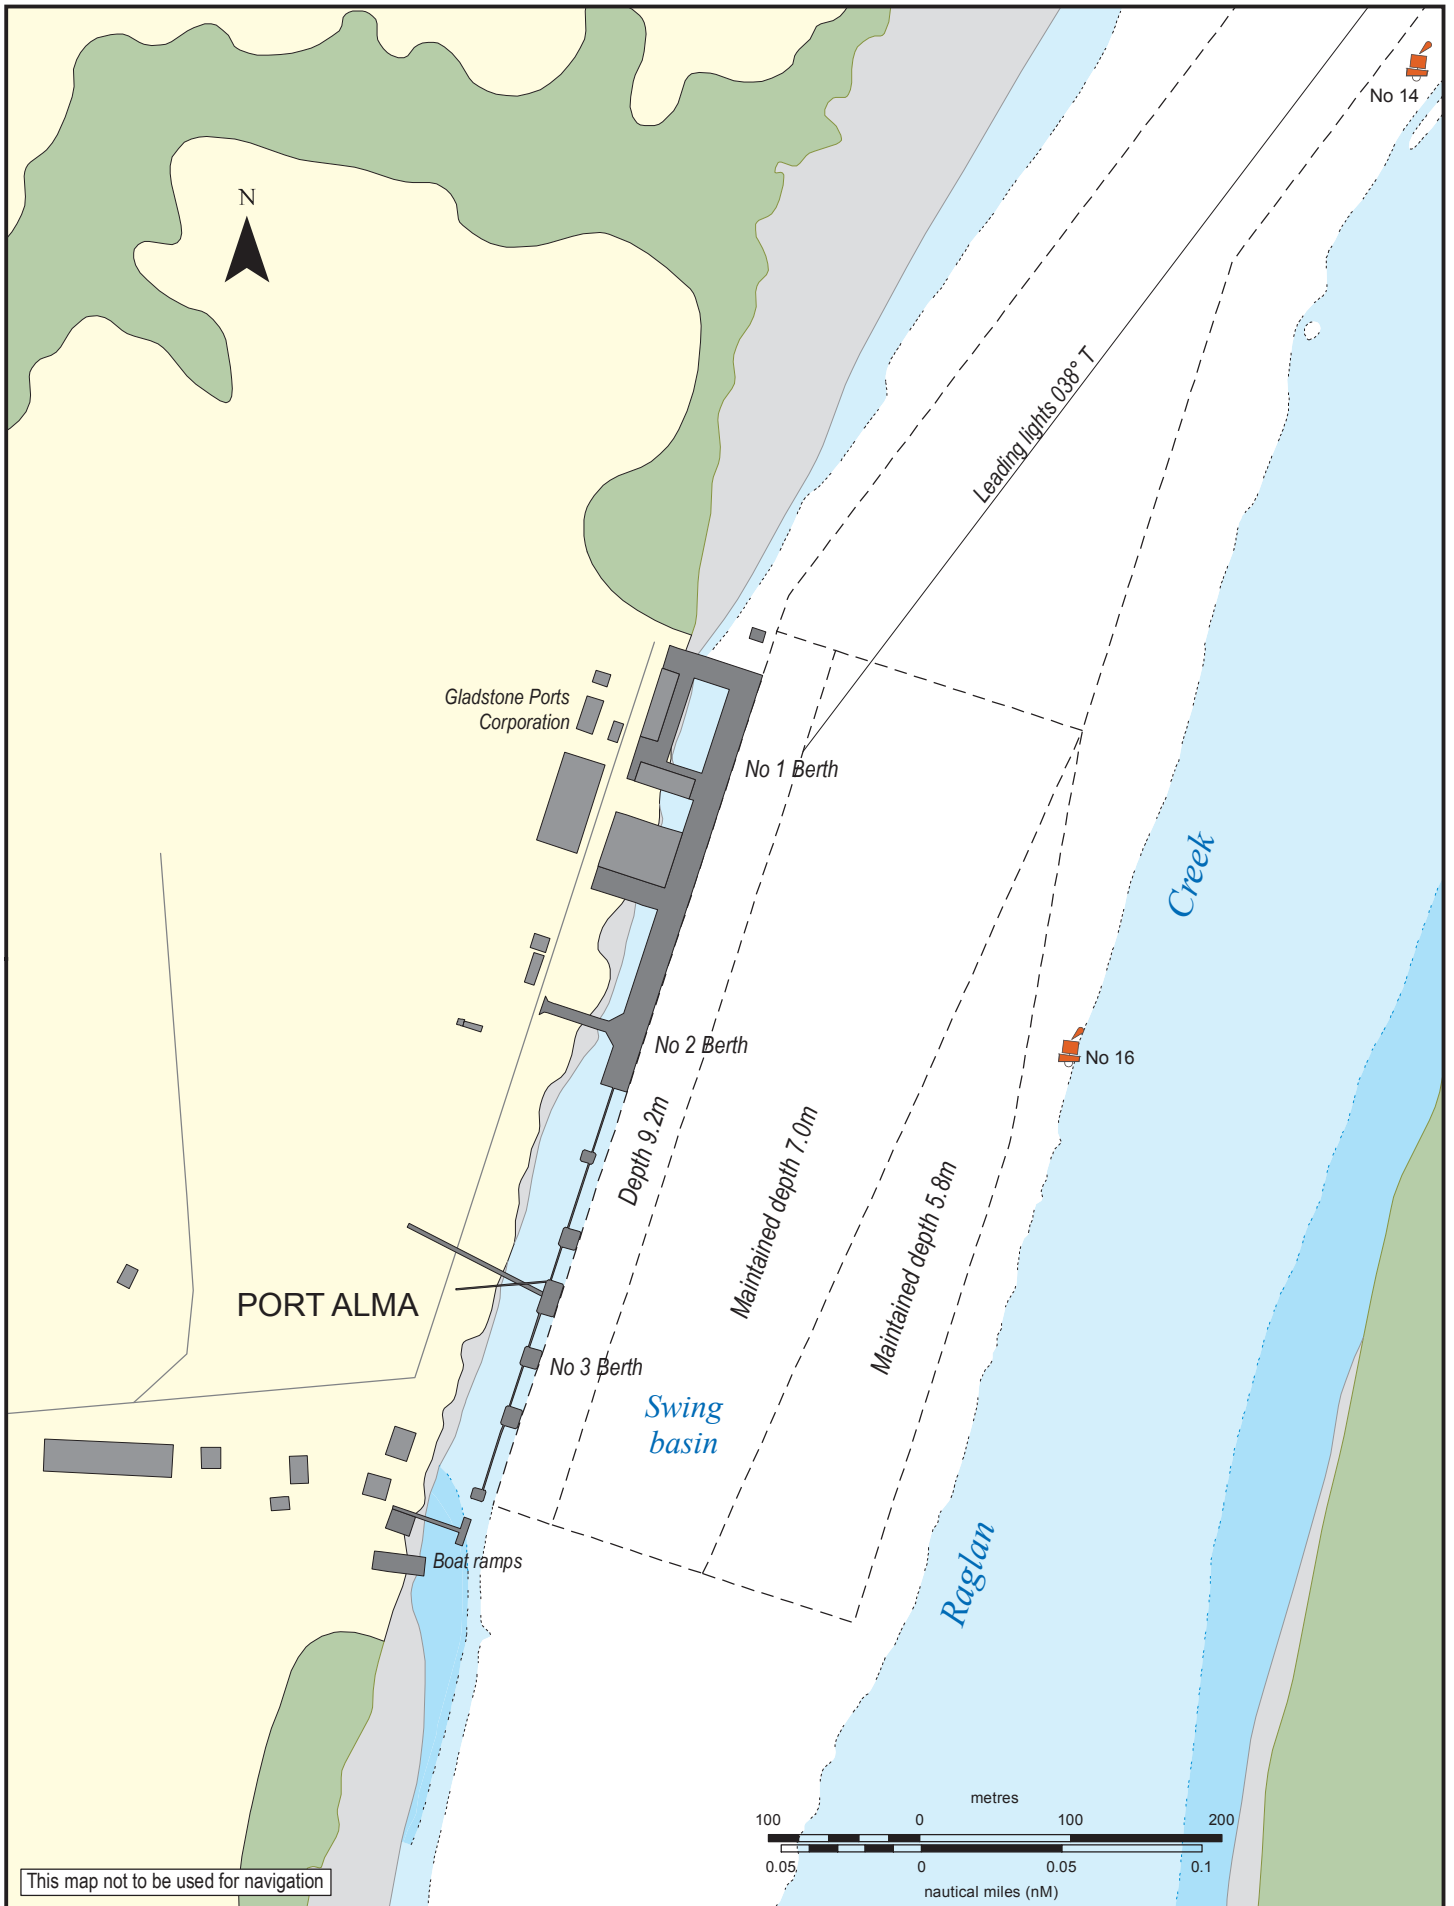 No 14
N
Leading lights 038° T
Gladstone Ports
Corporation
No 1 Berth
Creek
No 2 Berth
No 16
Depth 9.2m
Maintained depth 7.0m
Maintained depth 5.8m
PORT ALMA
No 3 Berth
Swing
basin
Raglan
Boat ramps
metres
100 0 100 200
0.05 0 0.05 0.1
nautical miles (nM)
This map not to be used for navigation